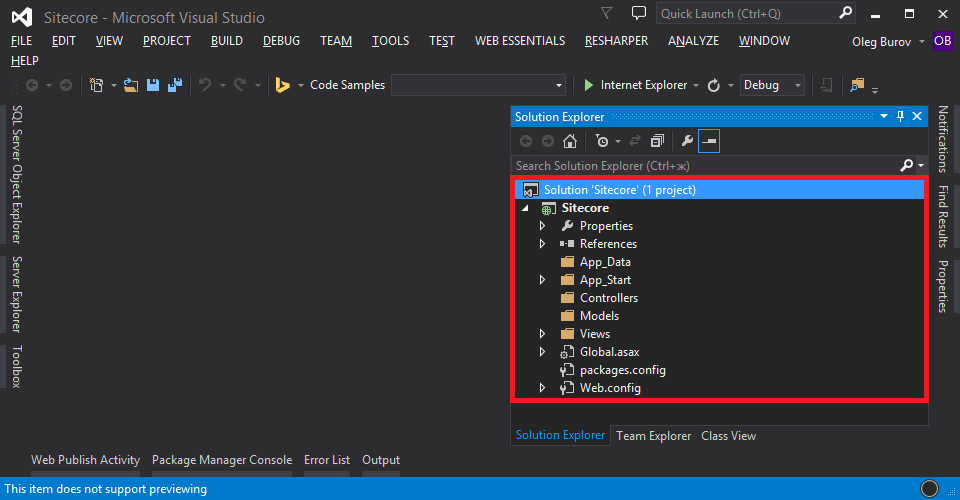 Sitecore - Microsoft Visual Studio
Quick Launch (Ctrl+Q)
FILE EDIT VIEW PROJECT BUILD DEBUG TEAM TOOLS TEST WEB ESSENTIALS RESHARPER ANALYZE WINDOW Oleg Burov OB
HELP
Code Samples Internet Explorer Debug
SQL Server Object Explorer
Server Explorer
Toolbox
Solution Explorer
Search Solution Explorer (Ctrl+ж)
Solution 'Sitecore' (1 project)
Sitecore
Properties
References
App_Data
App_Start
Controllers
Models
Views
Global.asax
packages.config
Web.config
Solution Explorer Team Explorer Class View
Notifications
Find Results
Properties
Web Publish Activity Package Manager Console Error List Output
This item does not support previewing